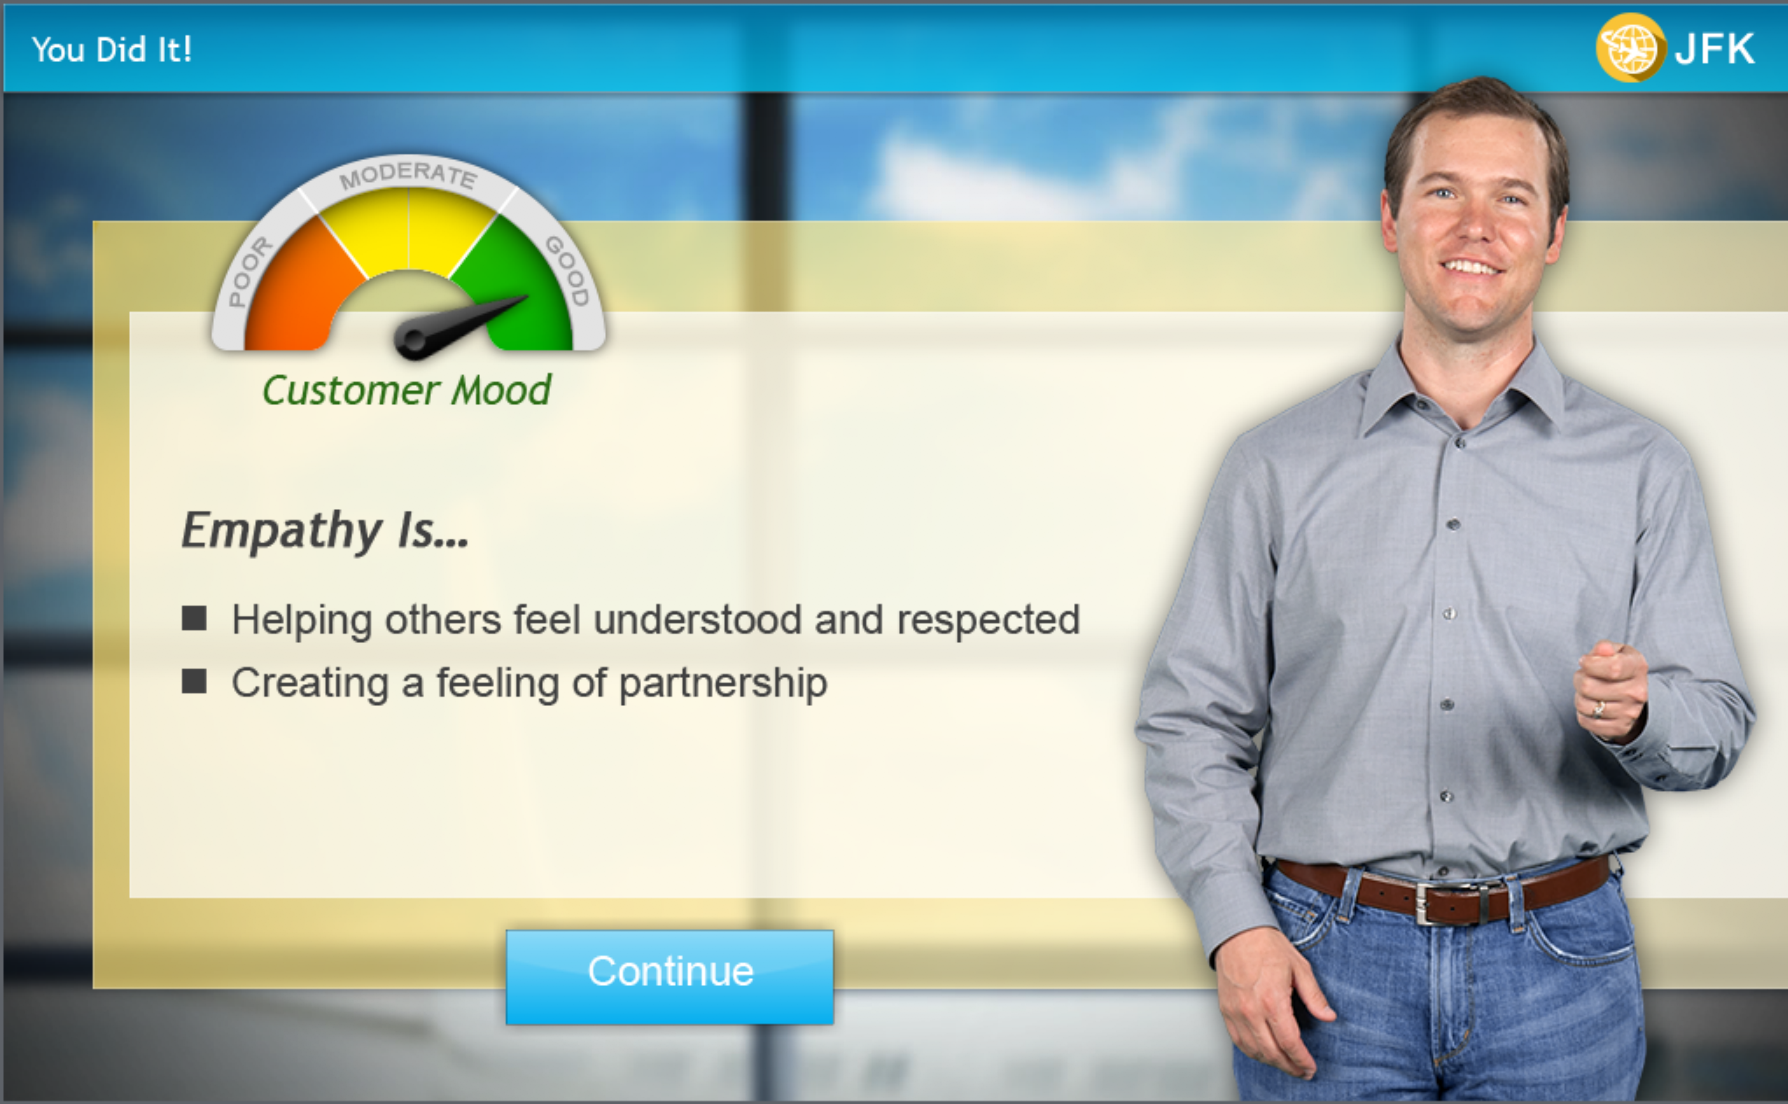 You Did It!
JFK
MODERATE
POOR
GOOD
Customer Mood
Empathy Is...
■ Helping others feel understood and respected
■ Creating a feeling of partnership
Continue